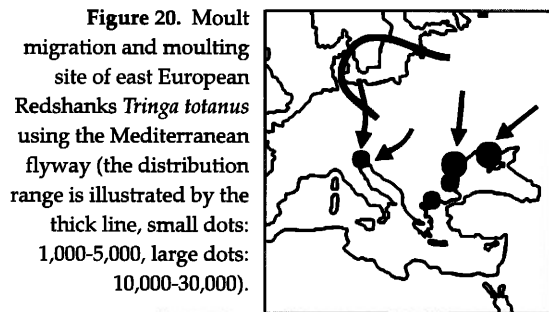 Figure 20. Moult
migration and moulting
site of east European
Redshanks Tringa totanus
using the Mediterranean
flyway (the distribution
range is illustrated by the
thick line, small dots:
1,000-5,000, large dots:
10,000-30,000).